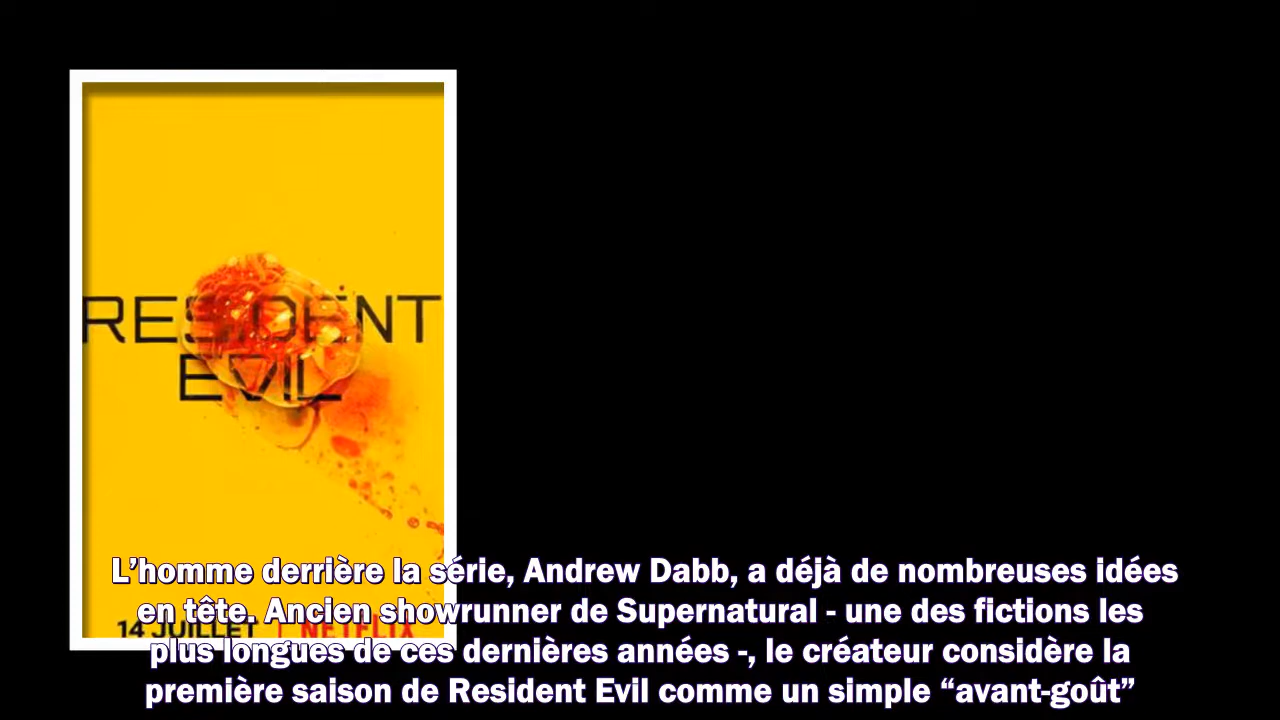 RESIDENT
EVIL
14 JUILLET | NETFLIX
L’homme derrière la série, Andrew Dabb, a déjà de nombreuses idées
en tête. Ancien showrunner de Supernatural - une des fictions les
plus longues de ces dernières années -, le créateur considère la
première saison de Resident Evil comme un simple “avant-goût”